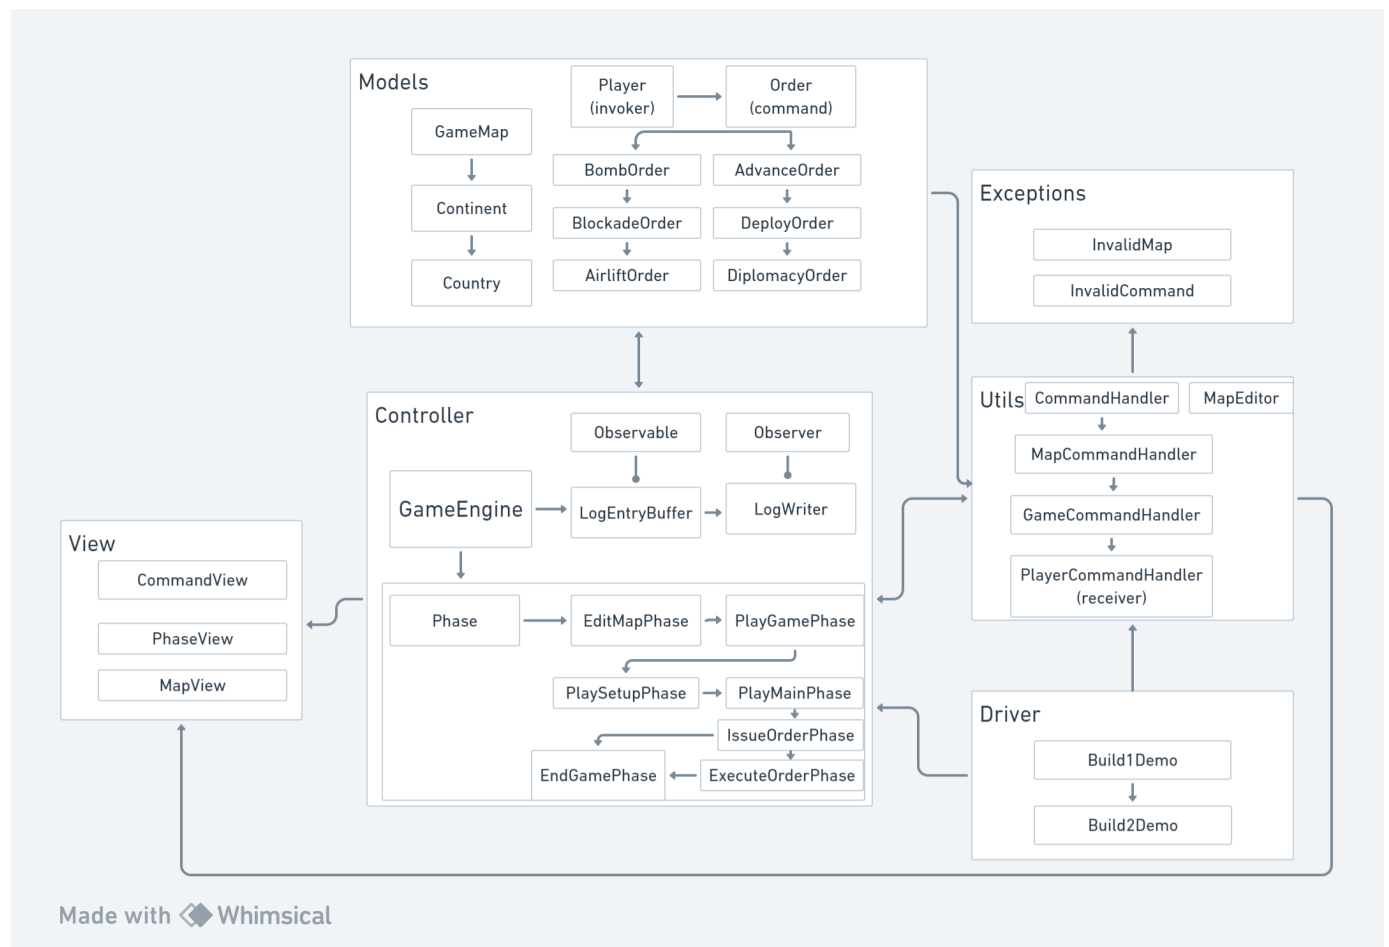 Models
Player
(invoker)
Order
(command)
GameMap
Continent
Country
BombOrder
AdvanceOrder
BlockadeOrder
DeployOrder
AirliftOrder
DiplomacyOrder
Exceptions
InvalidMap
InvalidCommand
Controller
Observable
Observer
GameEngine
LogEntryBuffer
LogWriter
Phase
EditMapPhase
PlayGamePhase
PlaySetupPhase
PlayMainPhase
IssueOrderPhase
EndGamePhase
ExecuteOrderPhase
Utils
CommandHandler
MapEditor
MapCommandHandler
GameCommandHandler
PlayerCommandHandler
(receiver)
View
CommandView
PhaseView
MapView
Driver
Build1Demo
Build2Demo
Made with Whimsical